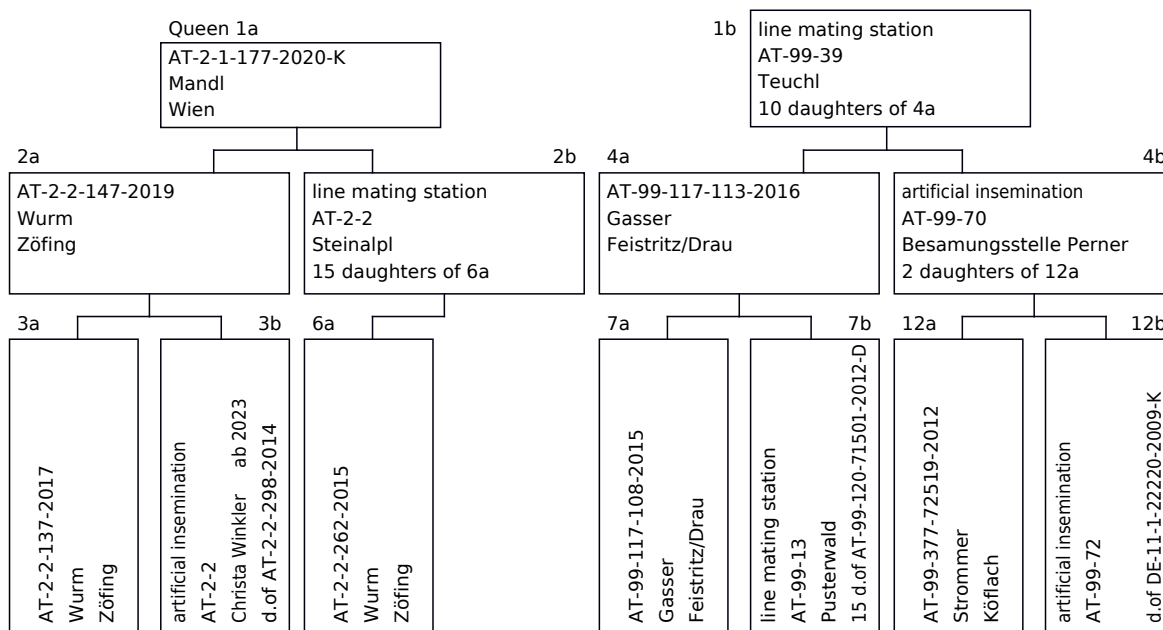 Queen 1a
AT-2-1-177-2020-K
Mandl
Wien
1b
line mating station
AT-99-39
Teuchl
10 daughters of 4a
2a
AT-2-2-147-2019
Wurm
Zöfing
2b
line mating station
AT-2-2
Steinalpl
15 daughters of 6a
4a
AT-99-117-113-2016
Gasser
Feistritz/Drau
4b
artificial insemination
AT-99-70
Besamungsstelle Perner
2 daughters of 12a
3a
AT-2-2-137-2017
Wurm
Zöfing
3b
artificial insemination
AT-2-2
Christa Winkler ab 2023
d.of AT-2-2-298-2014
6a
AT-2-2-262-2015
Wurm
Zöfing
7a
AT-99-117-108-2015
Gasser
Feistritz/Drau
7b
line mating station
AT-99-13
Pusterwald
15 d.of AT-99-120-71501-2012-D
12a
AT-99-377-72519-2012
Strommer
Köflach
12b
artificial insemination
AT-99-72
d.of DE-11-1-22220-2009-K